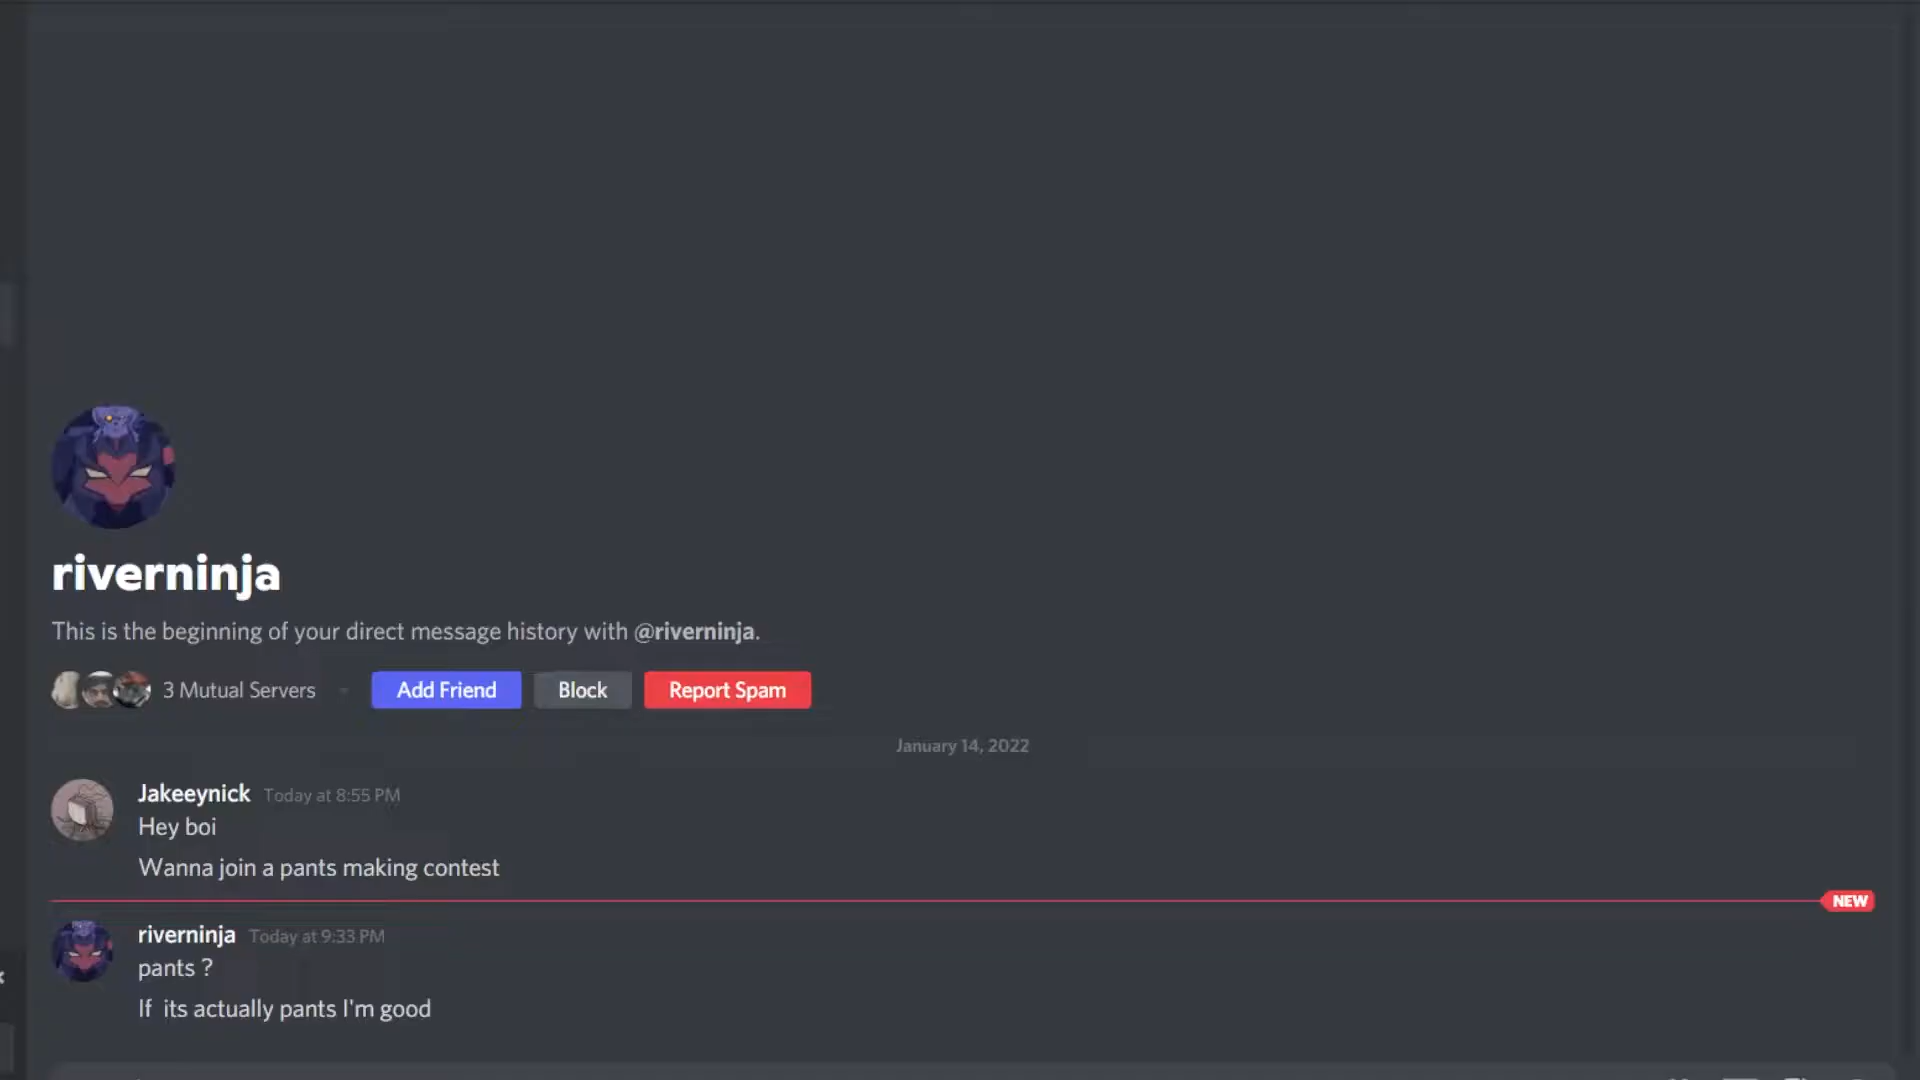 riverninja
This is the beginning of your direct message history with @riverninja.
3 Mutual Servers
Add Friend
Block
Report Spam
January 14, 2022
Jakeeynick Today at 8:55 PM
Hey boi
Wanna join a pants making contest
NEW
riverninja Today at 9:33 PM
pants ?
If its actually pants I'm good